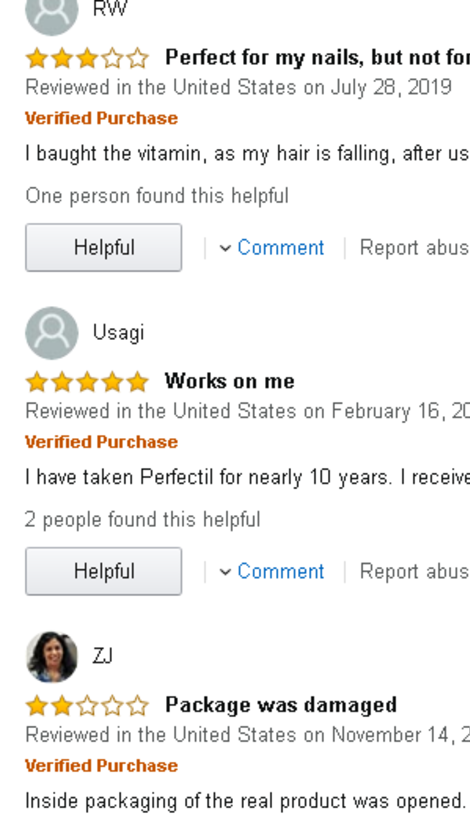 RW
Perfect for my nails, but not for
Reviewed in the United States on July 28, 2019
Verified Purchase
I baught the vitamin, as my hair is falling, after us
One person found this helpful
Helpful
Comment
Report abus
Usagi
Works on me
Reviewed in the United States on February 16, 20
Verified Purchase
I have taken Perfectil for nearly 10 years. I receive
2 people found this helpful
Helpful
Comment
Report abus
ZJ
Package was damaged
Reviewed in the United States on November 14, 2
Verified Purchase
Inside packaging of the real product was opened.